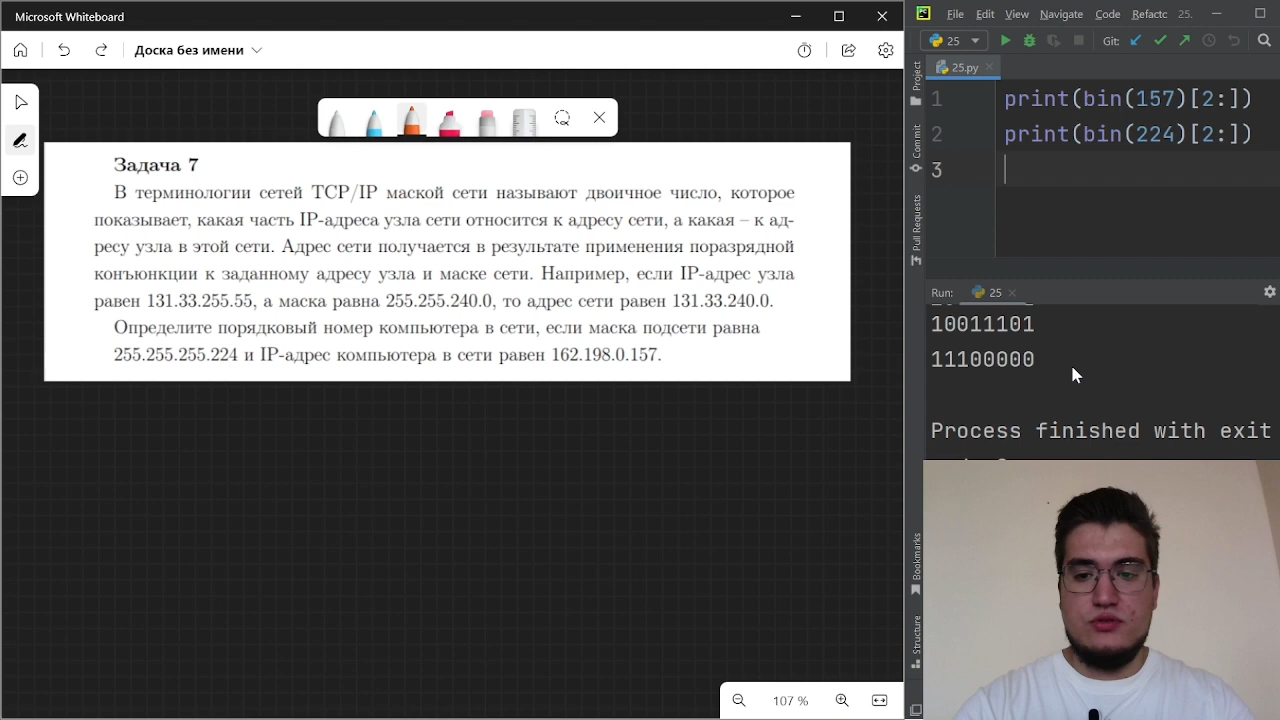 Microsoft Whiteboard
Доска без имени
Задача 7
В терминологии сетей TCP/IP маской сети называют двоичное число, которое
показывает, какая часть IP-адреса узла сети относится к адресу сети, а какая – к ад-
ресу узла в этой сети. Адрес сети получается в результате применения поразрядной
конъюнкции к заданному адресу узла и маске сети. Например, если IP-адрес узла
равен 131.33.255.55, а маска равна 255.255.240.0, то адрес сети равен 131.33.240.0.
Определите порядковый номер компьютера в сети, если маска подсети равна
255.255.255.224 и IP-адрес компьютера в сети равен 162.198.0.157.
107 %
File Edit View Navigate Code Refactc 25.
25 Git:
Project
25.py
1 print(bin(157)[2:])
2 print(bin(224)[2:])
3
Commit
Pull Requests
Run: 25
10011101
11100000
Process finished with exit
Bookmarks
Structure